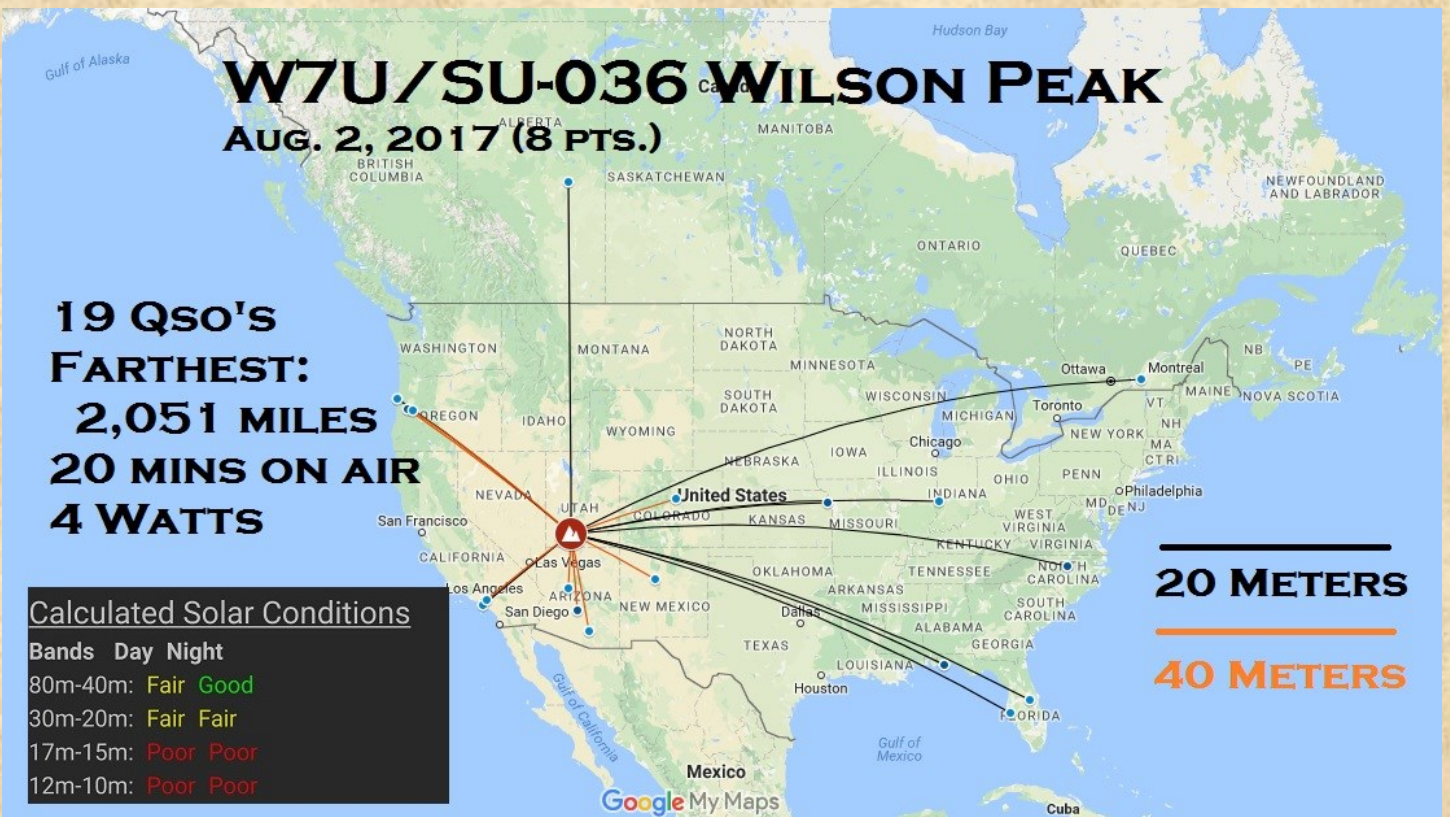 Hudson Bay
Gulf of Alaska
W7U/SU-036 WILSON PEAK
AUG. 2, 2017 (8 PTS.)
ALBERTA
MANITOBA
BRITISH
COLUMBIA
SASKATCHEWAN
NEWFOUNDLAND
AND LABRADOR
ONTARIO
QUEBEC
19 QSO'S
FARTHEST:
2,051 MILES
20 MINS ON AIR
4 WATTS
WASHINGTON
MONTANA
NORTH
DAKOTA
MINNESOTA
Ottawa
Montreal
NB
PE
OREGON
IDAHO
WYOMING
SOUTH
DAKOTA
WISCONSIN
MICHIGAN
Toronto
VT
MAINE
NOVA SCOTIA
NEW YORK
NH
MA
CT RI
Chicago
IOWA
NEBRASKA
ILLINOIS
INDIANA
OHIO
PENN
Philadelphia
MD
DE NJ
NEVADA
UTAH
COLORADO
United States
KANSAS
MISSOURI
WEST
VIRGINIA
KENTUCKY
VIRGINIA
San Francisco
CALIFORNIA
Las Vegas
Los Angeles
San Diego
ARIZONA
NEW MEXICO
OKLAHOMA
ARKANSAS
TENNESSEE
NORTH
CAROLINA
Dallas
MISSISSIPPI
SOUTH
CAROLINA
ALABAMA
GEORGIA
TEXAS
LOUISIANA
Houston
FLORIDA
20 METERS
40 METERS
Gulf of California
Gulf of
Mexico
Mexico
Cuba
Google My Maps
Calculated Solar Conditions
Bands Day Night
80m-40m: Fair Good
30m-20m: Fair Fair
17m-15m: Poor Poor
12m-10m: Poor Poor